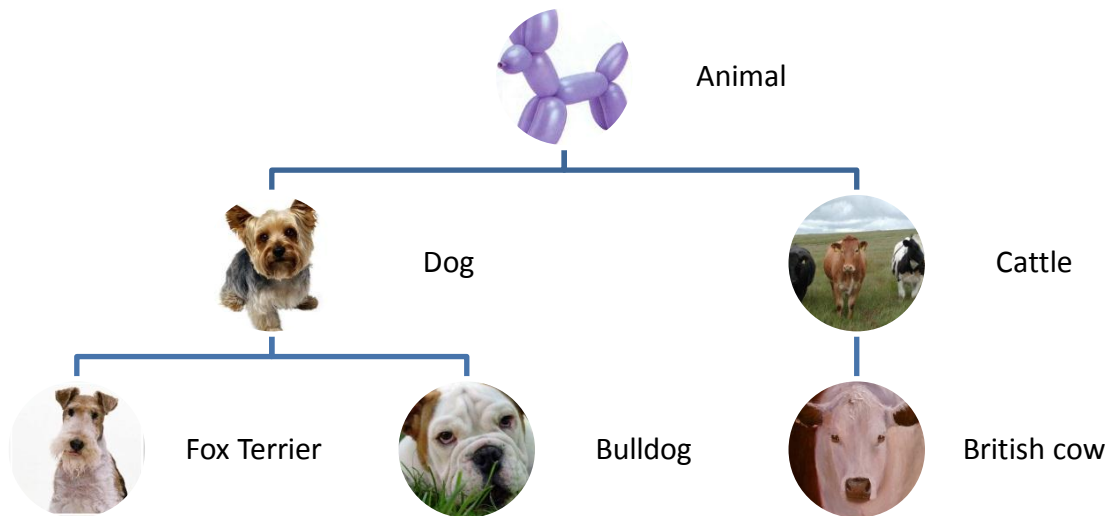 Animal
Dog
Cattle
Fox Terrier
Bulldog
British cow